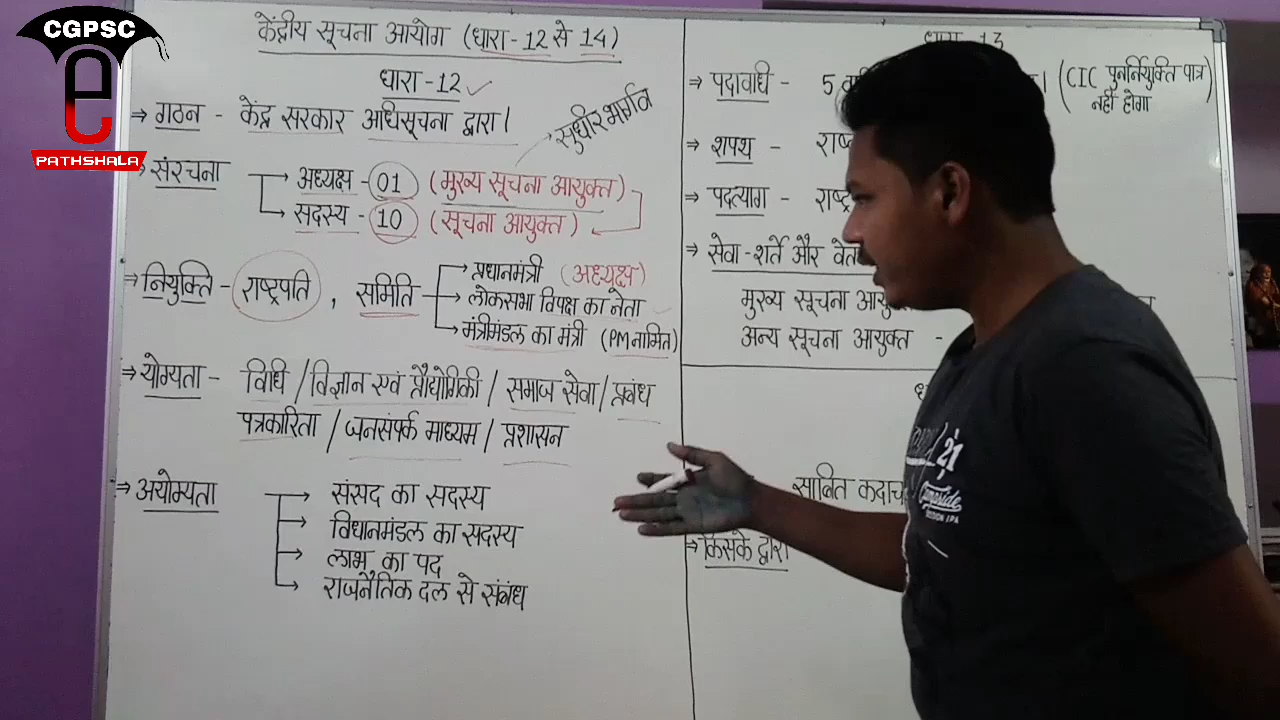 CGPSC
e
PATHSHALA
केंद्रीय सूचना आयोग (धारा-12 से 14)
धारा-12 ✓
⇒ गठन - केंद्र सरकार अधिसूचना द्वारा।
सुधीर भार्गव
⇒ संरचना → अध्यक्ष - 01 (मुख्य सूचना आयुक्त)
सदस्य - 10 (सूचना आयुक्त)
⇒ नियुक्ति - राष्ट्रपति, समिति → प्रधानमंत्री (अध्यक्ष)
→ लोकसभा विपक्ष का नेता
→ मंत्रीमंडल का मंत्री (PM नामित)
⇒ योग्यता - विधि / विज्ञान एवं प्रौद्योगिकी / समाज सेवा / प्रबंध
पत्रकारिता / जनसंपर्क माध्यम / प्रशासन
⇒ अयोग्यता → संसद का सदस्य
→ विधानमंडल का सदस्य
→ लाभ का पद
→ राजनैतिक दल से संबंध
धारा-13
⇒ पदावधि - 5 (CIC पुनर्नियुक्ति पात्र
नहीं होगा)
⇒ शपथ -
⇒ पदत्याग -
⇒ सेवा-शर्ते और
मुख्य सूचना
अन्य सूचना आयुक्त -
साबित
⇒ किसके द्वारा
21